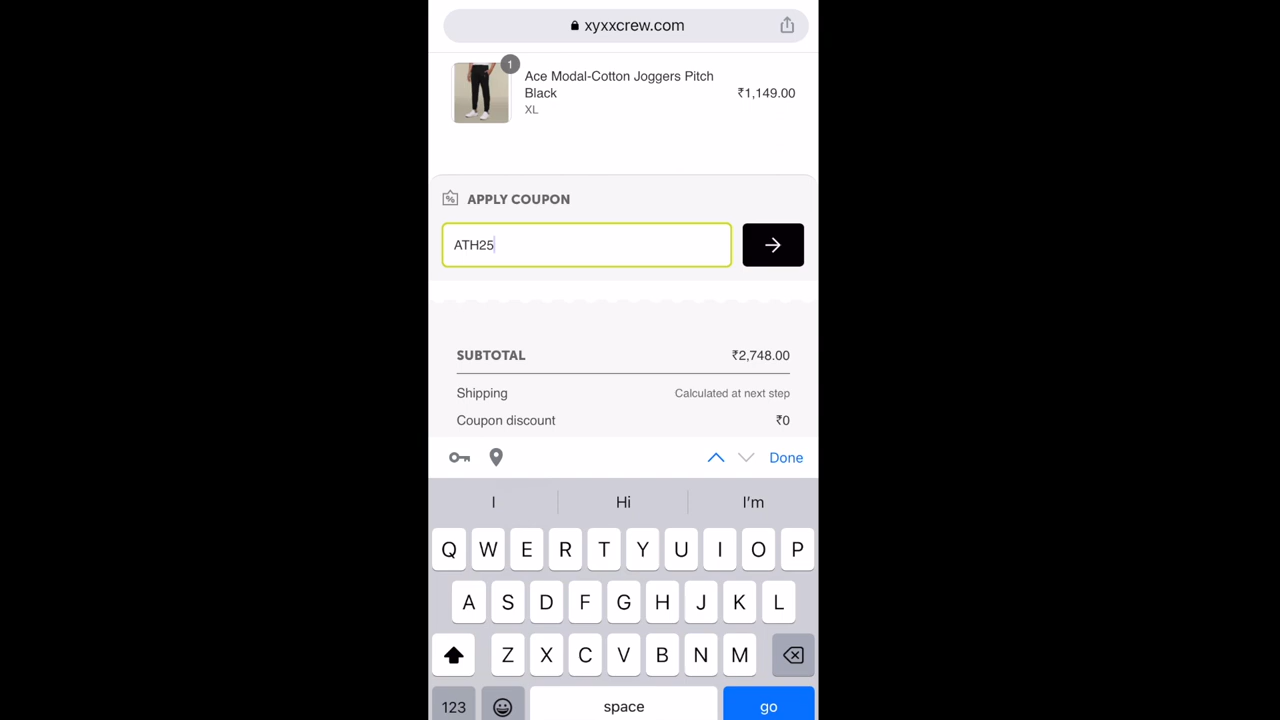 xyxxcrew.com
1
Ace Modal-Cotton Joggers Pitch
Black
₹1,149.00
XL
%
APPLY COUPON
ATH25
SUBTOTAL ₹2,748.00
Shipping Calculated at next step
Coupon discount ₹0
Done
I Hi I'm
Q W E R T Y U I O P
A S D F G H J K L
Z X C V B N M
123 space go